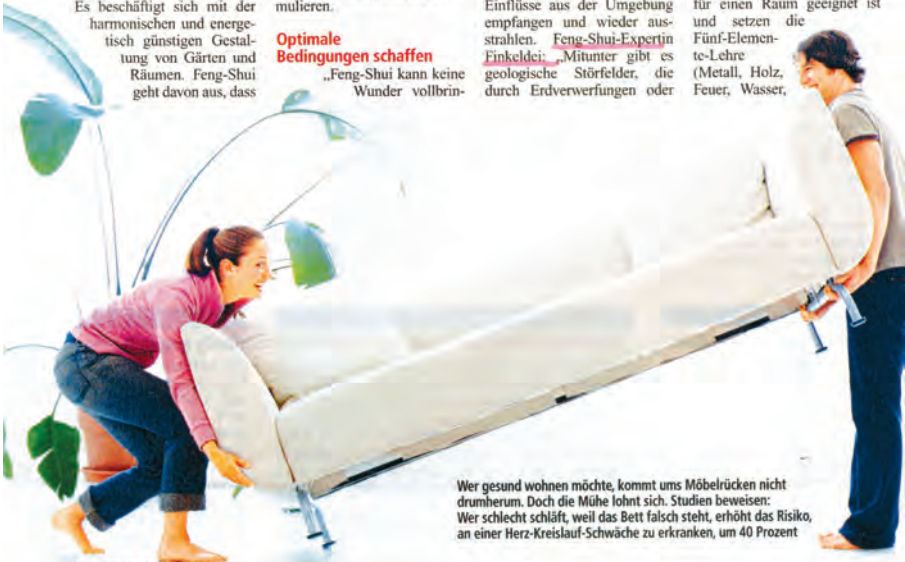 Es beschäftigt sich mit der
harmonischen und energe-
tisch günstigen Gestal-
tung von Gärten und
Räumen. Feng-Shui
geht davon aus, dass
mulieren.
Optimale
Bedingungen schaffen
„Feng-Shui kann keine
Wunder vollbrin-
Einflüsse aus der Umgebung
empfangen und wieder aus-
strahlen. Feng-Shui-Expertin
Finkeldei: „Mitunter gibt es
geologische Störfelder, die
durch Erdverwerfungen oder
für einen Raum geeignet ist
und setzen die
Fünf-Elemen-
te-Lehre
(Metall, Holz,
Feuer, Wasser,
Wer gesund wohnen möchte, kommt ums Möbelrücken nicht
drumherum. Doch die Mühe lohnt sich. Studien beweisen:
Wer schlecht schläft, weil das Bett falsch steht, erhöht das Risiko,
an einer Herz-Kreislauf-Schwäche zu erkranken, um 40 Prozent